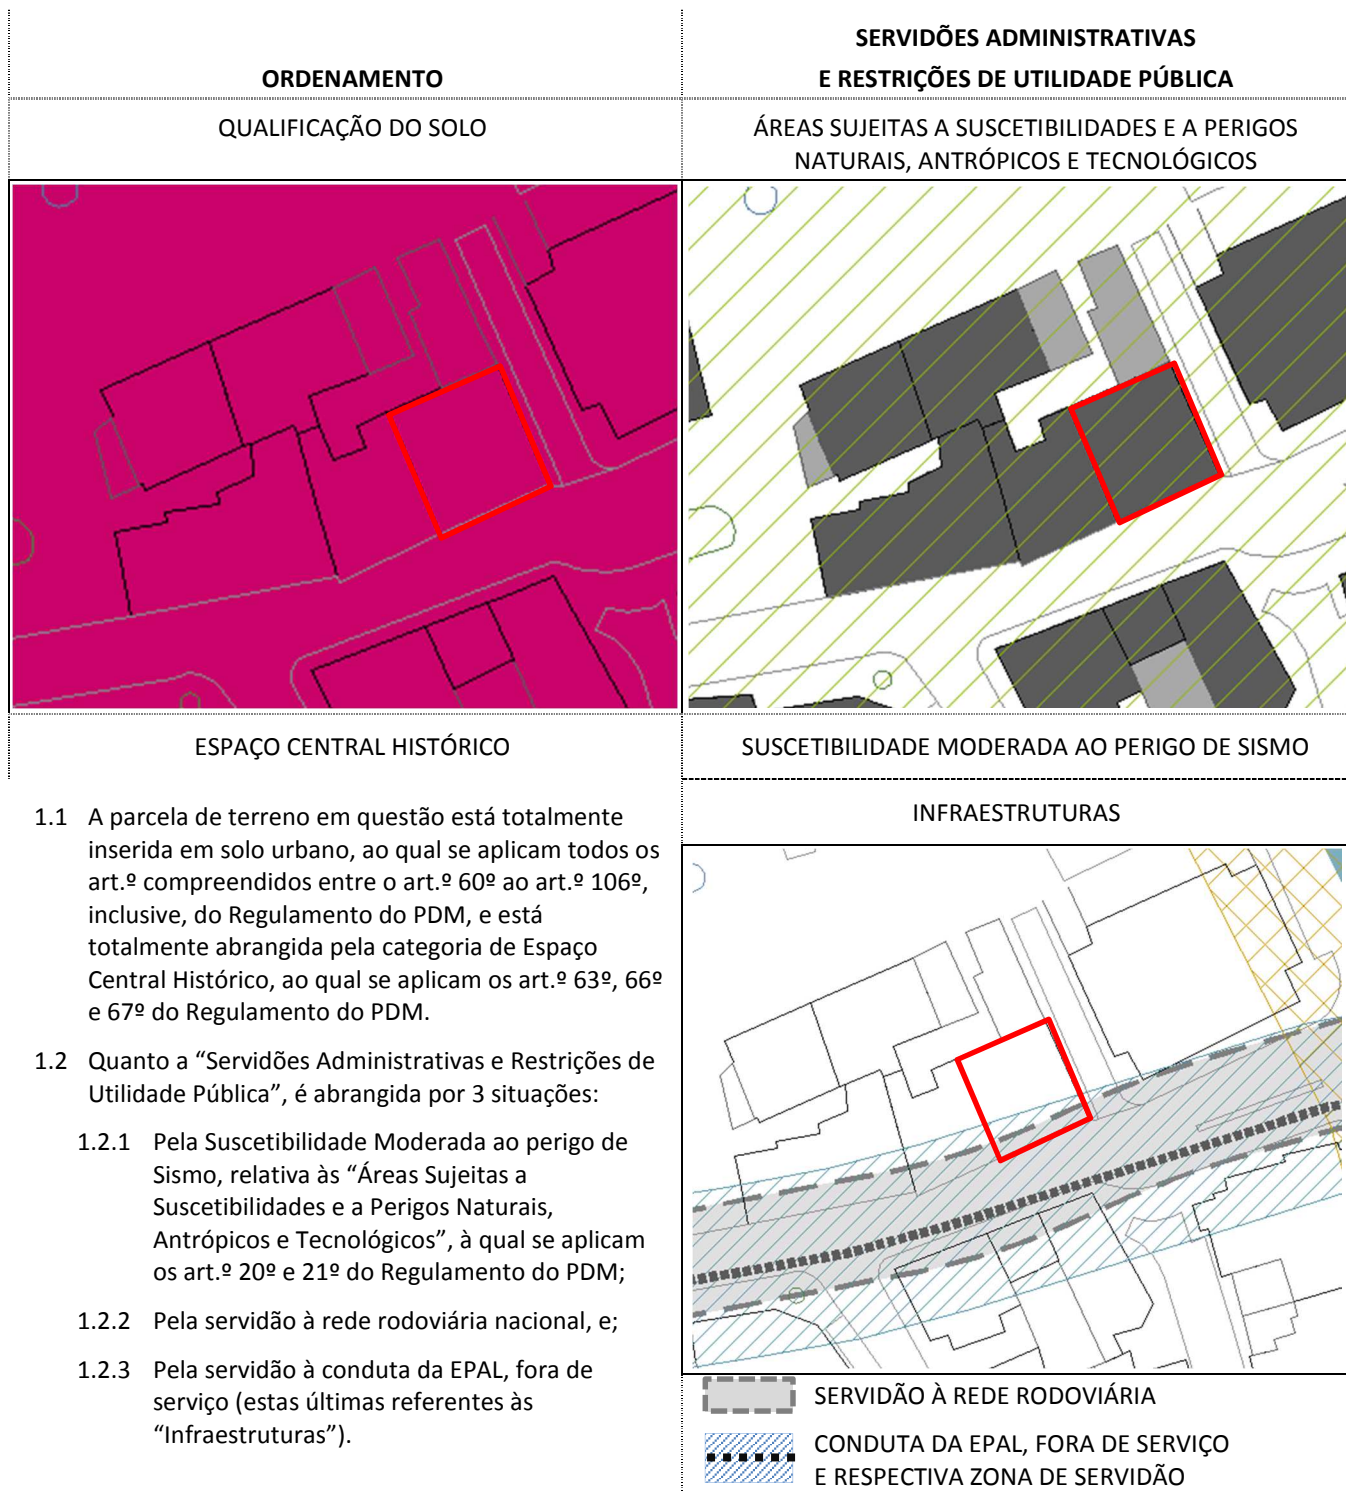 ORDENAMENTO
SERVIDÕES ADMINISTRATIVAS
E RESTRIÇÕES DE UTILIDADE PÚBLICA
QUALIFICAÇÃO DO SOLO
ÁREAS SUJEITAS A SUSCETIBILIDADES E A PERIGOS
NATURAIS, ANTRÓPICOS E TECNOLÓGICOS
ESPAÇO CENTRAL HISTÓRICO
SUSCETIBILIDADE MODERADA AO PERIGO DE SISMO
1.1 A parcela de terreno em questão está totalmente
inserida em solo urbano, ao qual se aplicam todos os
art.º compreendidos entre o art.º 60º ao art.º 106º,
inclusive, do Regulamento do PDM, e está
totalmente abrangida pela categoria de Espaço
Central Histórico, ao qual se aplicam os art.º 63º, 66º
e 67º do Regulamento do PDM.
1.2 Quanto a “Servidões Administrativas e Restrições de
Utilidade Pública”, é abrangida por 3 situações:
1.2.1 Pela Suscetibilidade Moderada ao perigo de
Sismo, relativa às “Áreas Sujeitas a
Suscetibilidades e a Perigos Naturais,
Antrópicos e Tecnológicos”, à qual se aplicam
os art.º 20º e 21º do Regulamento do PDM;
1.2.2 Pela servidão à rede rodoviária nacional, e;
1.2.3 Pela servidão à conduta da EPAL, fora de
serviço (estas últimas referentes às
“Infraestruturas”).
INFRAESTRUTURAS
SERVIDÃO À REDE RODOVIÁRIA
CONDUTA DA EPAL, FORA DE SERVIÇO
E RESPECTIVA ZONA DE SERVIDÃO